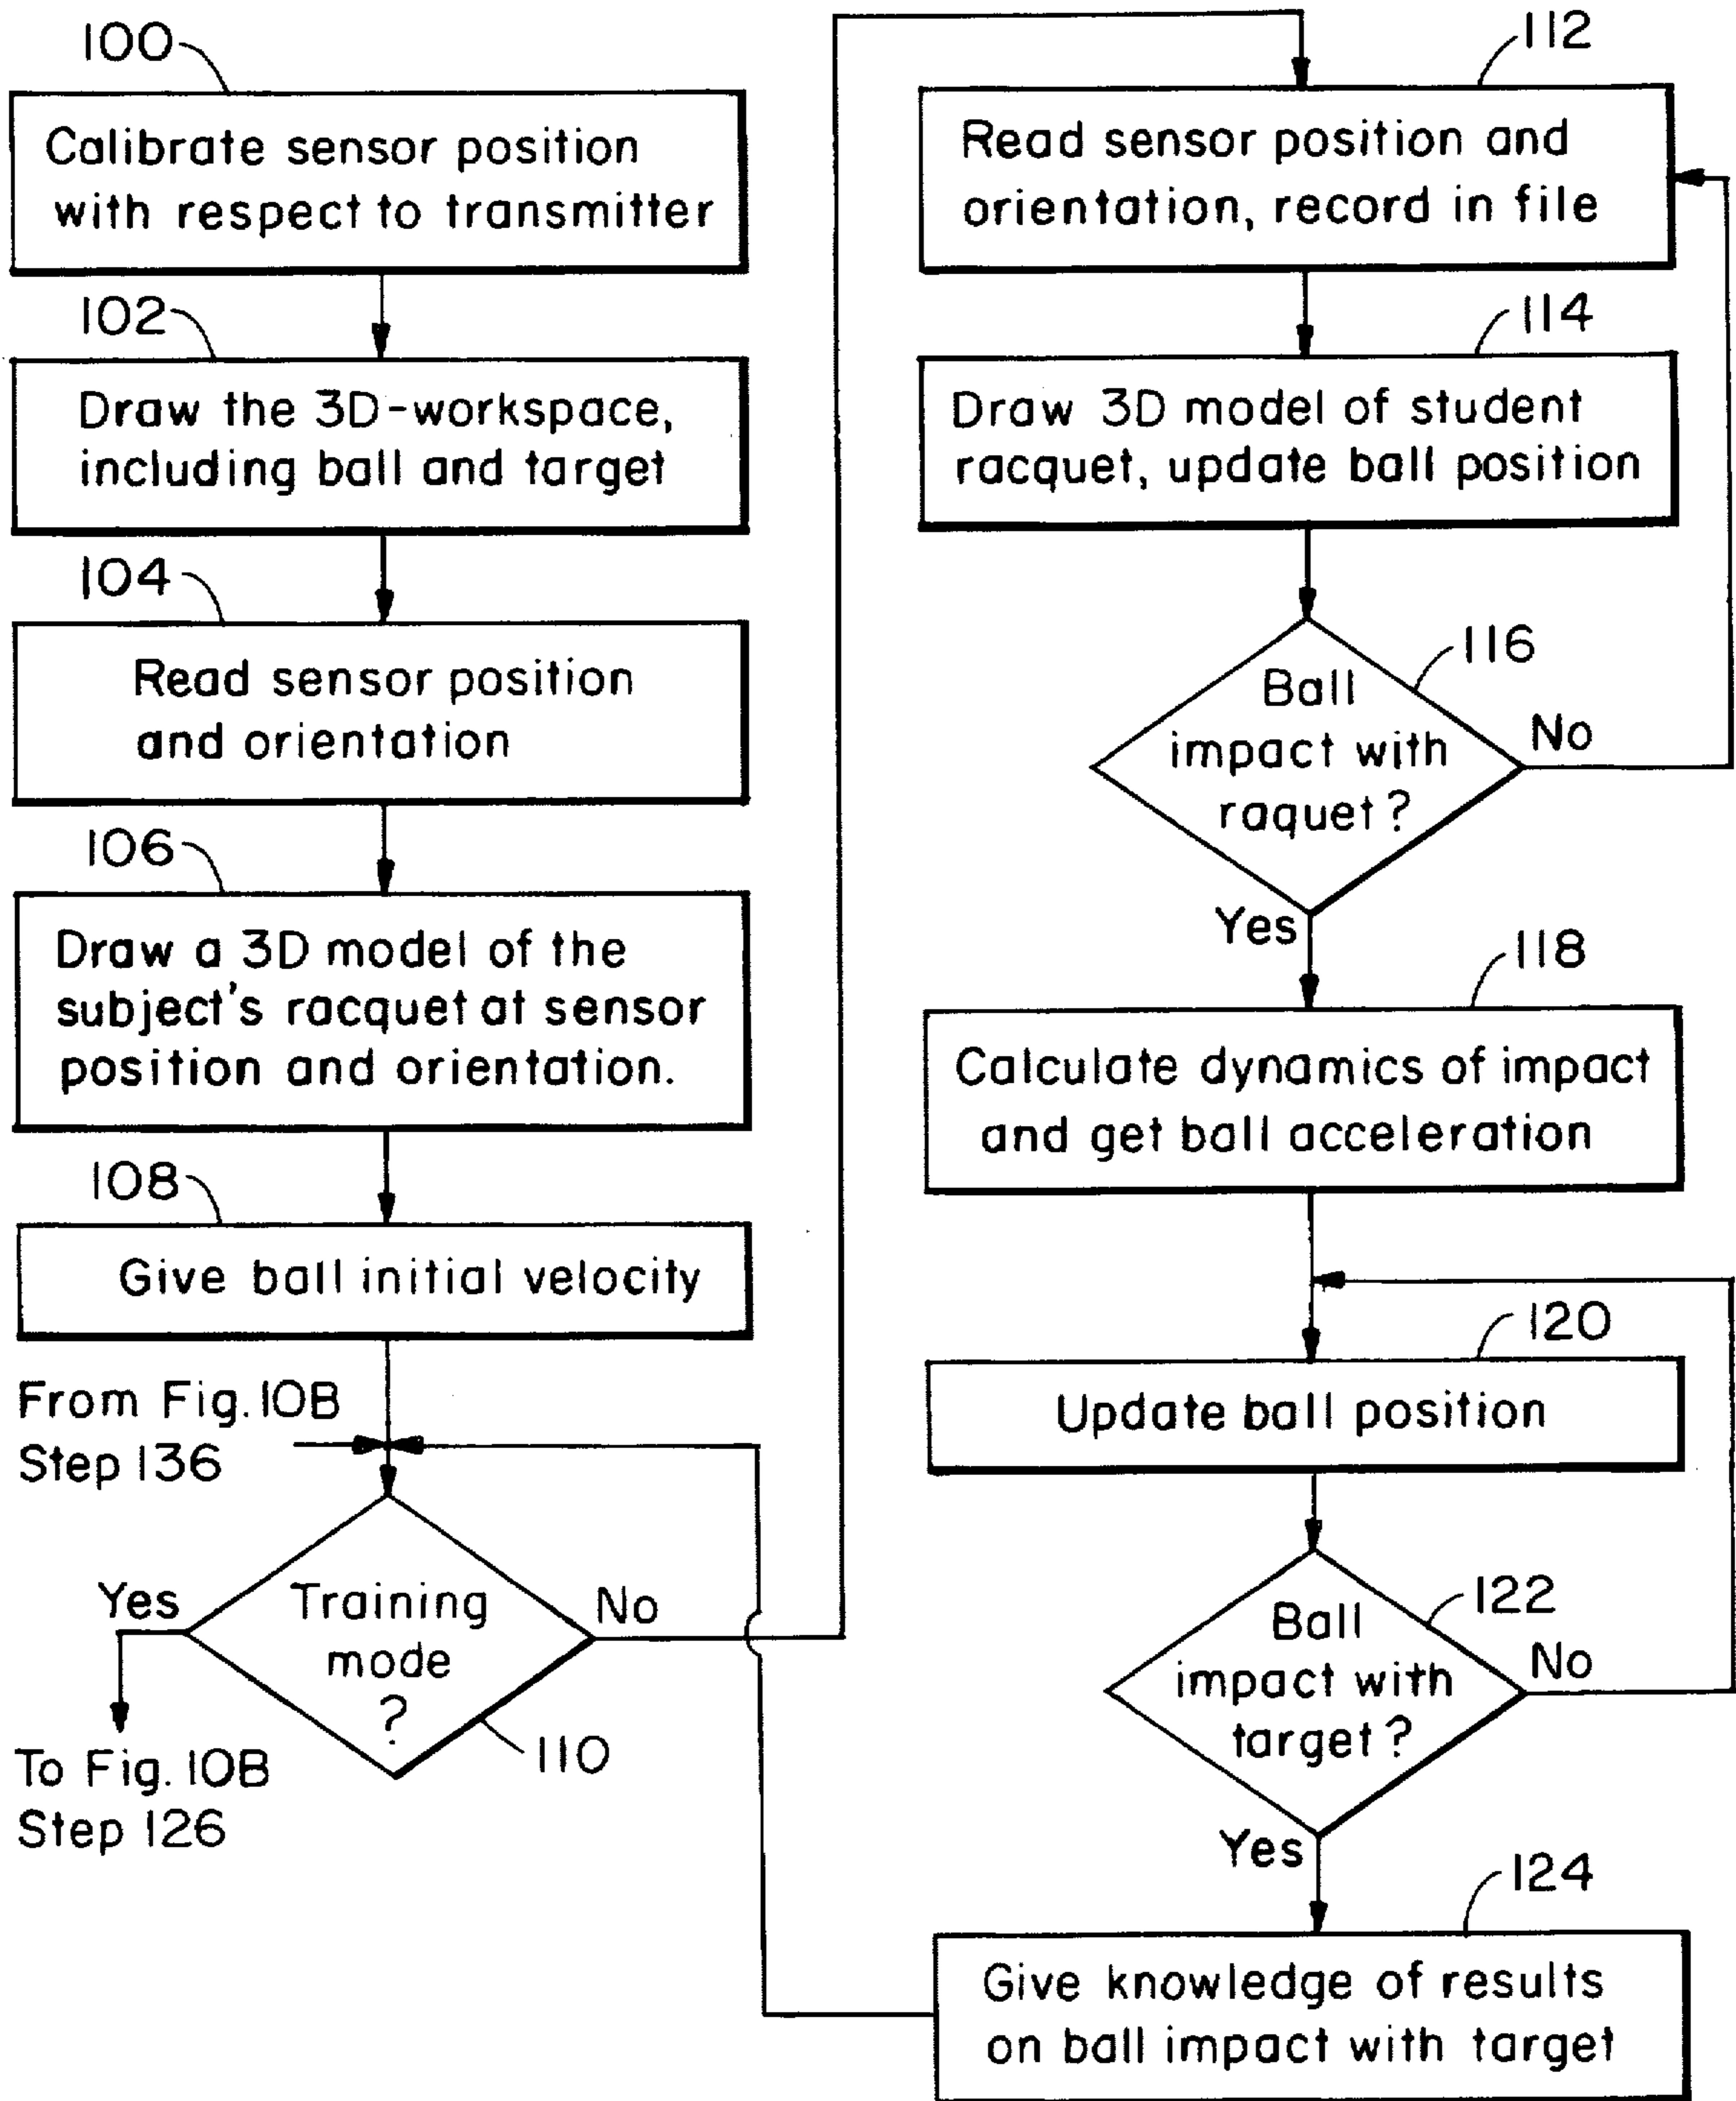 100
Calibrate sensor position
with respect to transmitter
102
Draw the 3D-workspace,
including ball and target
104
Read sensor position
and orientation
106
Draw a 3D model of the
subject's racquet at sensor
position and orientation.
108
Give ball initial velocity
From Fig. 10B
Step 136
Training
mode
?
Yes
No
110
To Fig. 10B
Step 126
112
Read sensor position and
orientation, record in file
114
Draw 3D model of student
racquet, update ball position
116
Ball
impact with
raquet?
No
Yes
118
Calculate dynamics of impact
and get ball acceleration
120
Update ball position
122
Ball
impact with
target?
No
Yes
124
Give knowledge of results
on ball impact with target